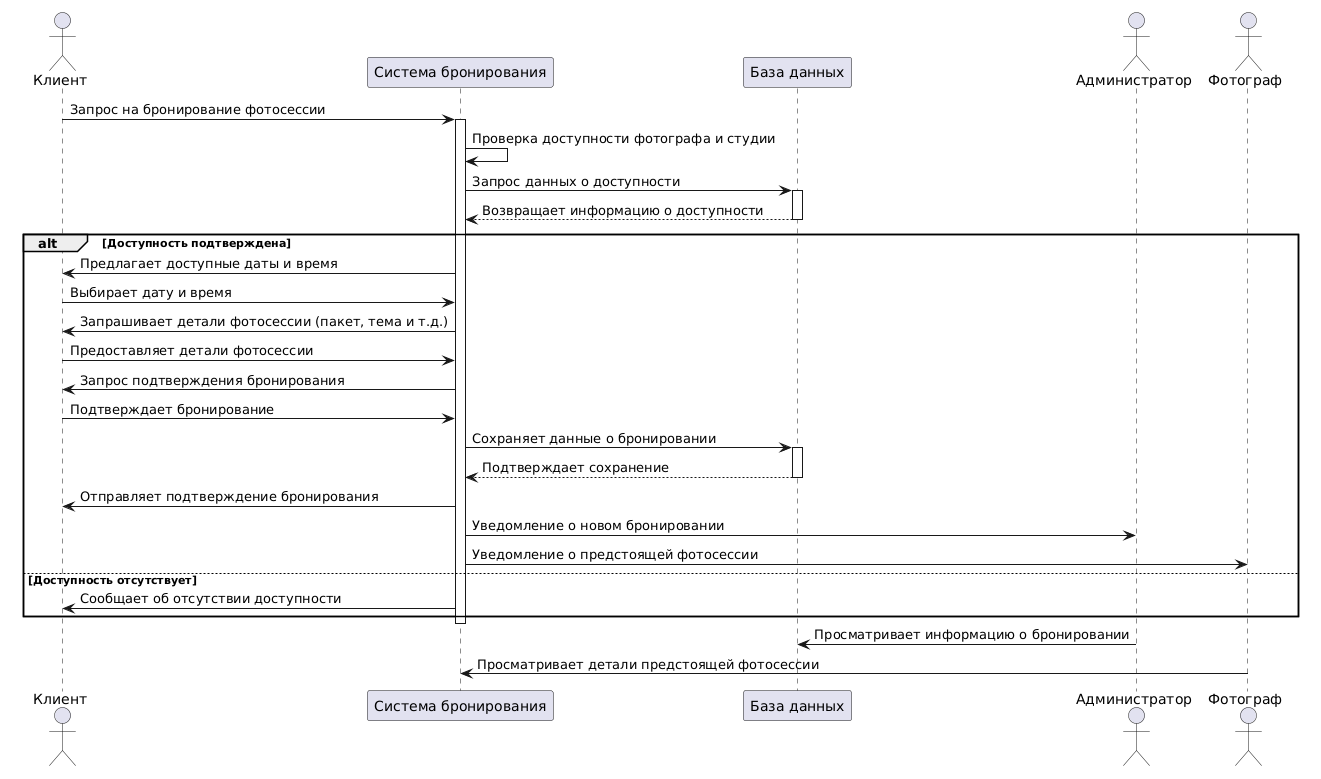 Клиент
Система бронирования
База данных
Администратор
Фотограф
Запрос на бронирование фотосессии
Проверка доступности фотографа и студии
Запрос данных о доступности
Возвращает информацию о доступности
alt [Доступность подтверждена]
Предлагает доступные даты и время
Выбирает дату и время
Запрашивает детали фотосессии (пакет, тема и т.д.)
Предоставляет детали фотосессии
Запрос подтверждения бронирования
Подтверждает бронирование
Сохраняет данные о бронировании
Подтверждает сохранение
Отправляет подтверждение бронирования
Уведомление о новом бронировании
Уведомление о предстоящей фотосессии
[Доступность отсутствует]
Сообщает об отсутствии доступности
Просматривает информацию о бронировании
Просматривает детали предстоящей фотосессии
Клиент
Система бронирования
База данных
Администратор
Фотограф